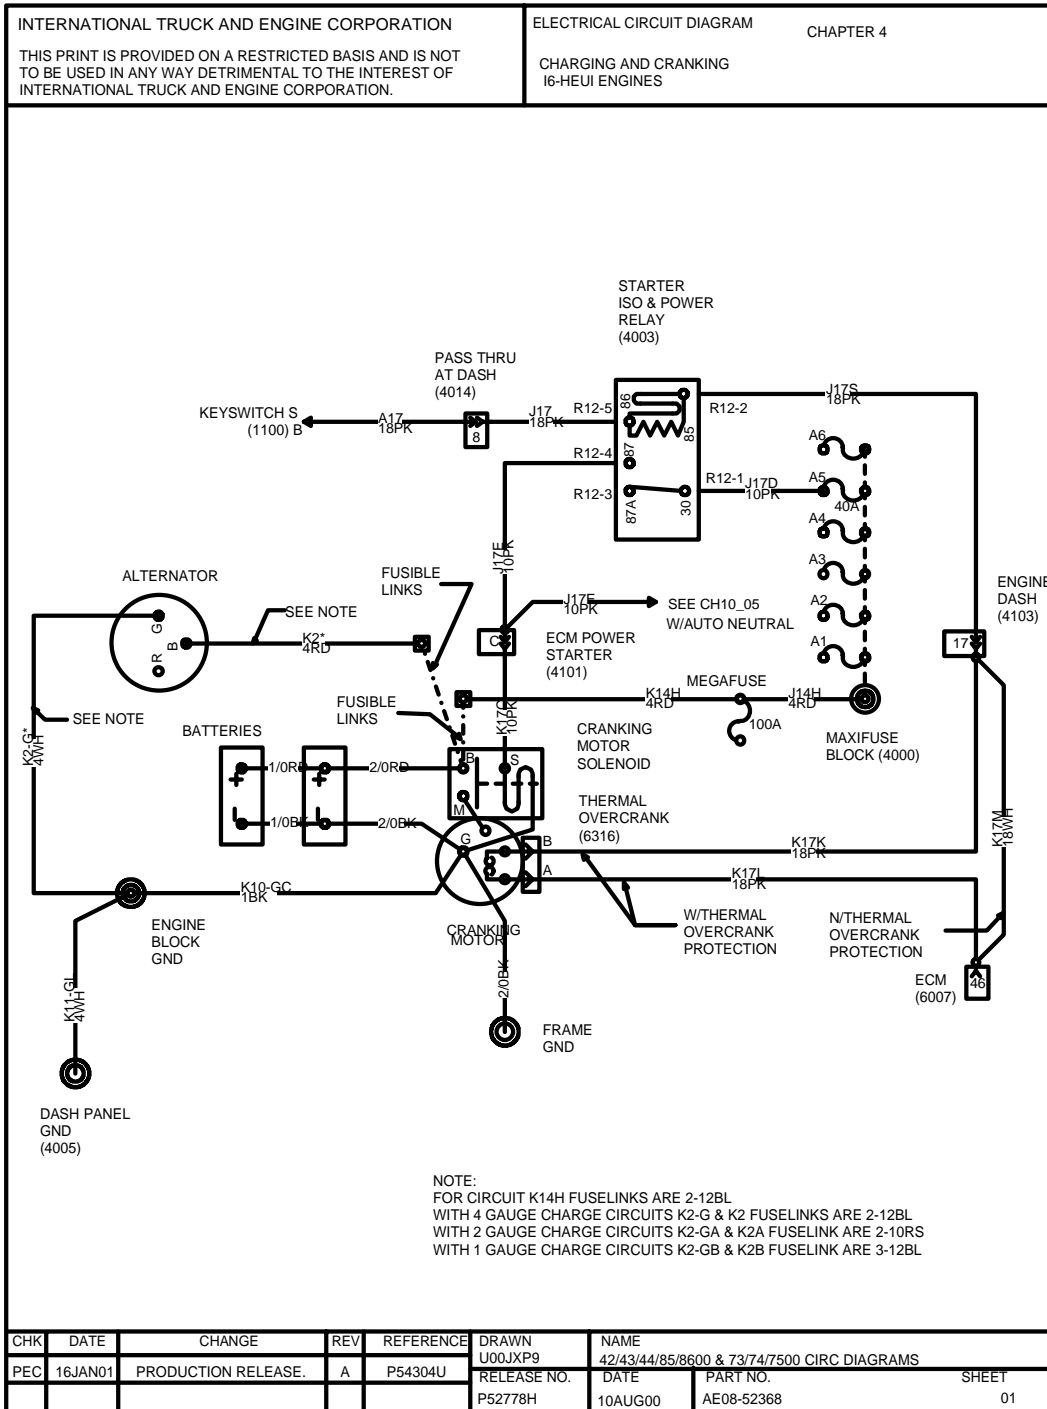 INTERNATIONAL TRUCK AND ENGINE CORPORATION
THIS PRINT IS PROVIDED ON A RESTRICTED BASIS AND IS NOT
TO BE USED IN ANY WAY DETRIMENTAL TO THE INTEREST OF
INTERNATIONAL TRUCK AND ENGINE CORPORATION.
ELECTRICAL CIRCUIT DIAGRAM
CHAPTER 4
CHARGING AND CRANKING
I6-HEUI ENGINES
STARTER
ISO & POWER
RELAY
(4003)
PASS THRU
AT DASH
(4014)
KEYSWITCH S
(1100) B
A17
18PK
8
J17
18PK
R12-5
R12-4
R12-3
86
85
87
87A
30
R12-2
R12-1
J17S
18PK
J17D
10PK
A6
A5
40A
A4
A3
A2
A1
J17E
10PK
J17F
10PK
SEE CH10_05
W/AUTO NEUTRAL
ENGINE
DASH
(4103)
17
ALTERNATOR
G
B
R
SEE NOTE
K2*
4RD
FUSIBLE
LINKS
C
ECM POWER
STARTER
(4101)
MEGAFUSE
K14H
4RD
100A
J14H
4RD
MAXIFUSE
BLOCK (4000)
K2-G*
4WH
SEE NOTE
FUSIBLE
LINKS
K17C
10PK
CRANKING
MOTOR
SOLENOID
BATTERIES
+
-
1/0RD
1/0BK
+
-
2/0RD
2/0BK
B
S
M
G
THERMAL
OVERCRANK
(6316)
B
A
K17K
18PK
K17L
18PK
K17M
18WH
W/THERMAL
OVERCRANK
PROTECTION
N/THERMAL
OVERCRANK
PROTECTION
ECM
(6007)
46
K10-GC
1BK
ENGINE
BLOCK
GND
CRANKING
MOTOR
2/0BK
FRAME
GND
K11-GL
4WH
DASH PANEL
GND
(4005)
NOTE:
FOR CIRCUIT K14H FUSELINKS ARE 2-12BL
WITH 4 GAUGE CHARGE CIRCUITS K2-G & K2 FUSELINKS ARE 2-12BL
WITH 2 GAUGE CHARGE CIRCUITS K2-GA & K2A FUSELINK ARE 2-10RS
WITH 1 GAUGE CHARGE CIRCUITS K2-GB & K2B FUSELINK ARE 3-12BL
CHK DATE CHANGE REV REFERENCE
PEC 16JAN01 PRODUCTION RELEASE. A P54304U
DRAWN
U00JXP9
NAME
42/43/44/85/8600 & 73/74/7500 CIRC DIAGRAMS
RELEASE NO.
P52778H
DATE
10AUG00
PART NO.
AE08-52368
SHEET
01